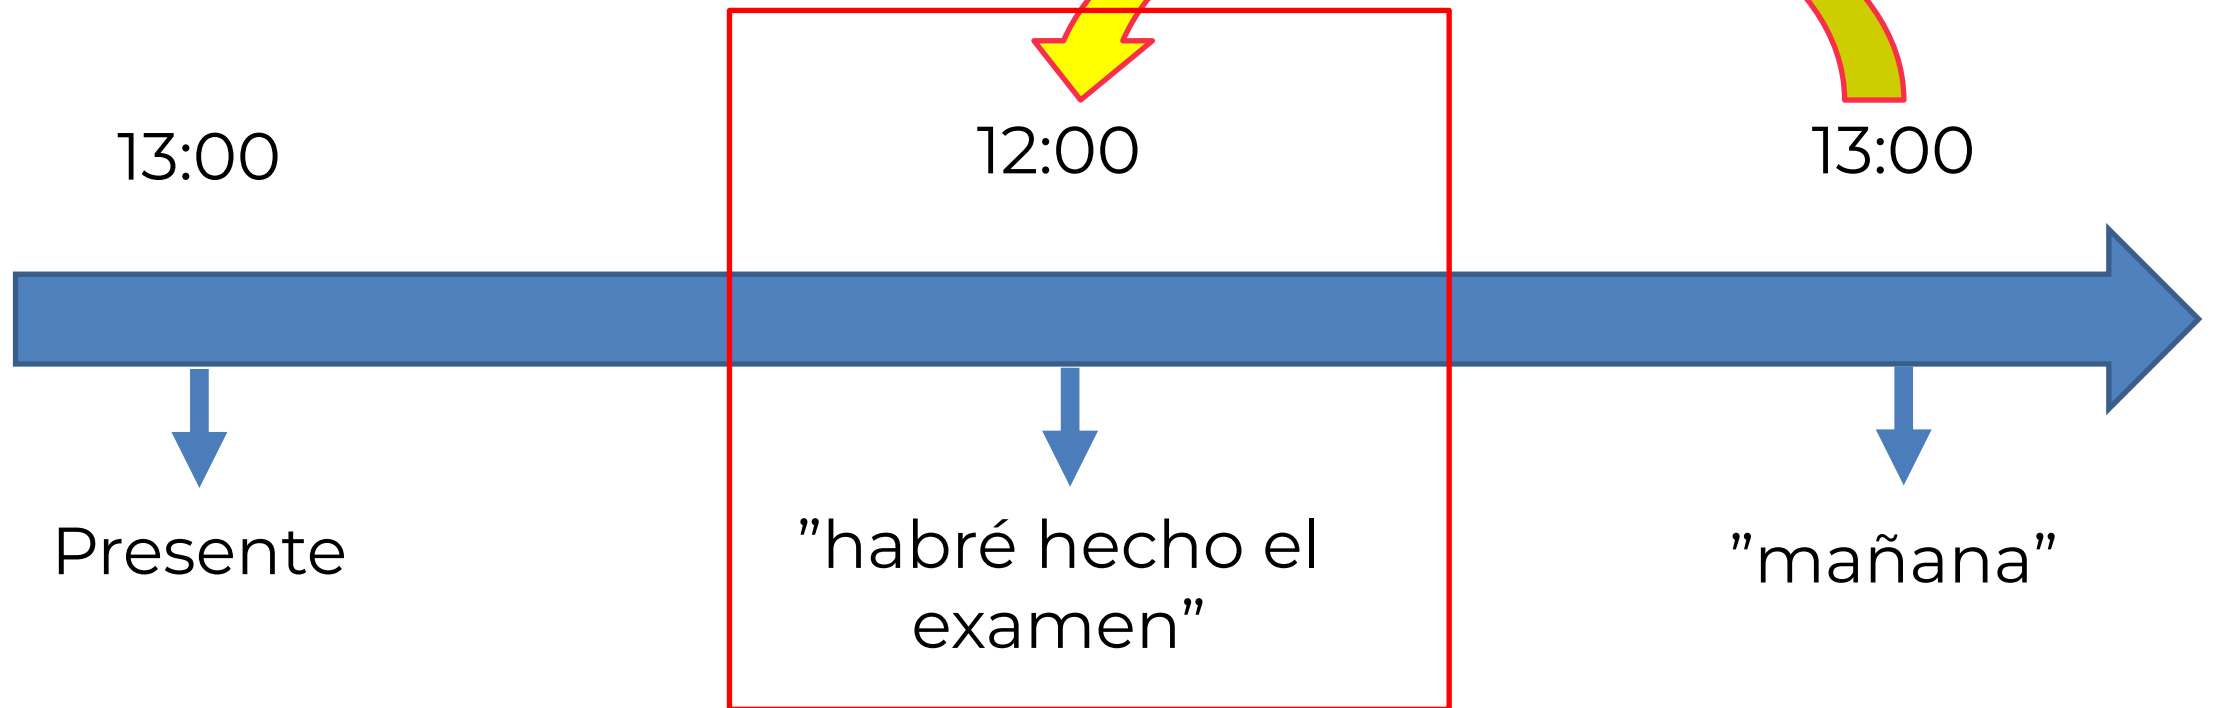 13:00
12:00
13:00
Presente
”habré hecho el
examen”
”mañana”